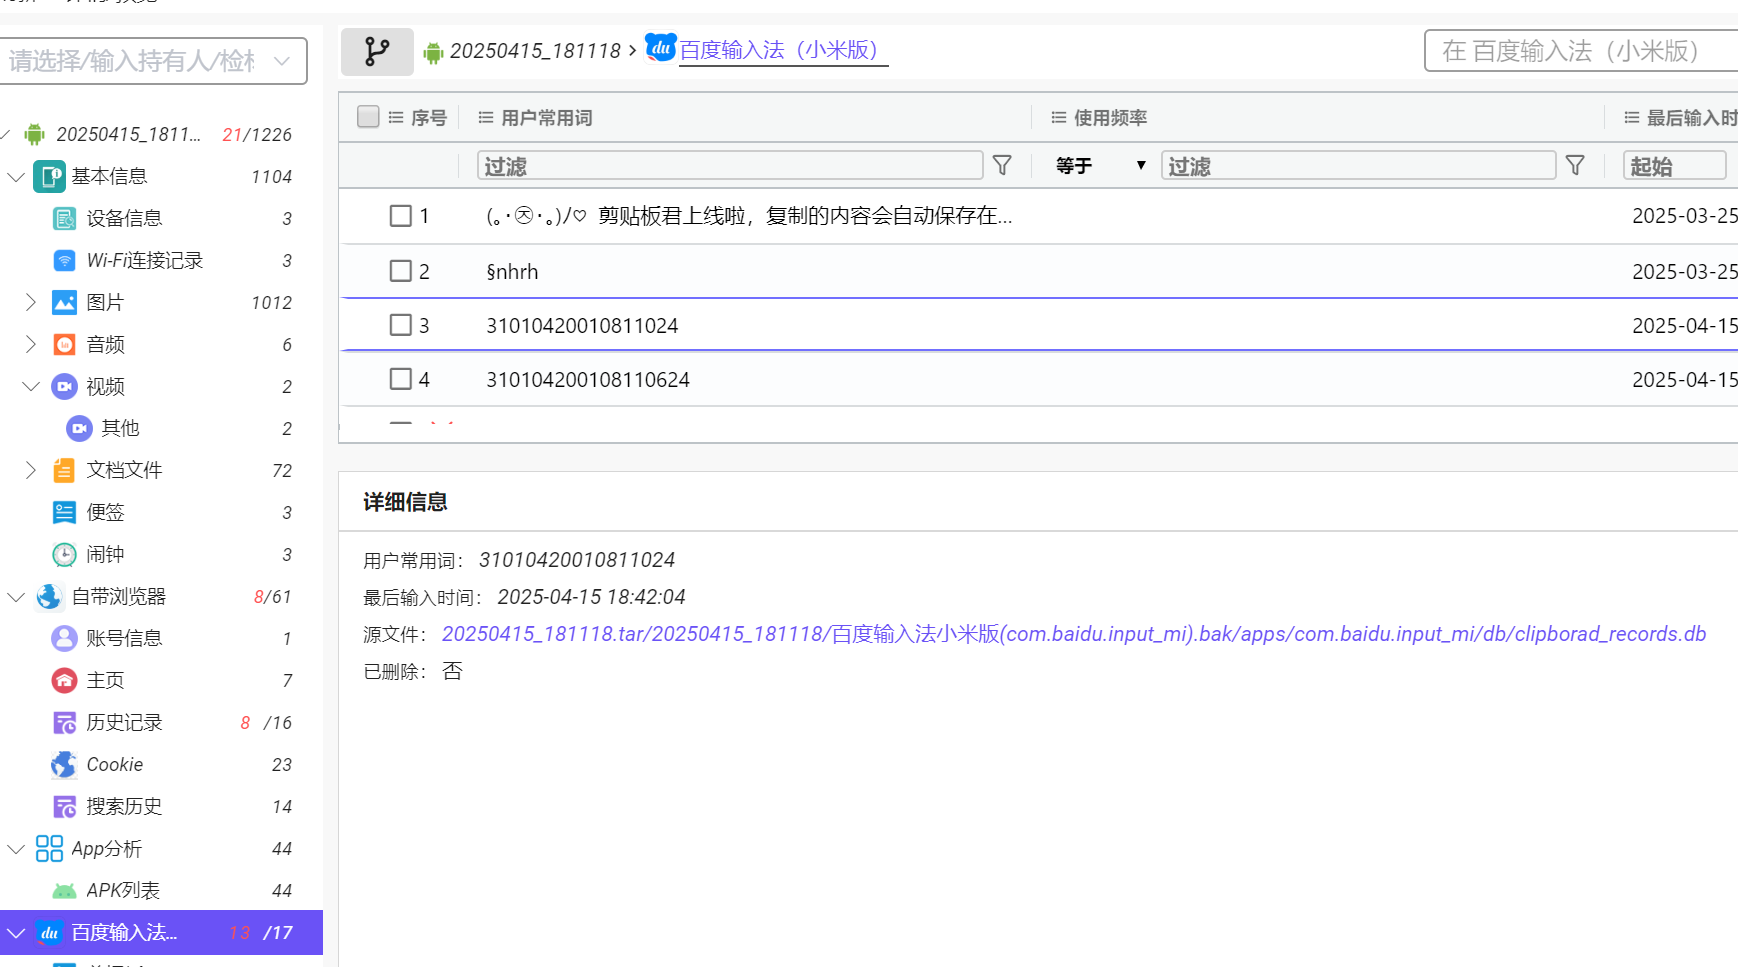 请选择/输入持有人/检材
20250415_1811... 21/1226
基本信息 1104
设备信息 3
Wi-Fi连接记录 3
图片 1012
音频 6
视频 2
其他 2
文档文件 72
便签 3
闹钟 3
自带浏览器 8/61
账号信息 1
主页 7
历史记录 8 /16
Cookie 23
搜索历史 14
App分析 44
APK列表 44
du 百度输入法... 13 /17
20250415_181118 > du 百度输入法（小米版）
在 百度输入法（小米版）
序号 用户常用词 使用频率 最后输入时
过滤 等于 ▼ 过滤 起始
1 (｡･㉨･｡)/♡ 剪贴板君上线啦，复制的内容会自动保存在... 2025-03-25
2 §nhrh 2025-03-25
3 31010420010811024 2025-04-15
4 310104200108110624 2025-04-15
详细信息
用户常用词： 31010420010811024
最后输入时间： 2025-04-15 18:42:04
源文件： 20250415_181118.tar/20250415_181118/百度输入法小米版(com.baidu.input_mi).bak/apps/com.baidu.input_mi/db/clipborad_records.db
已删除： 否